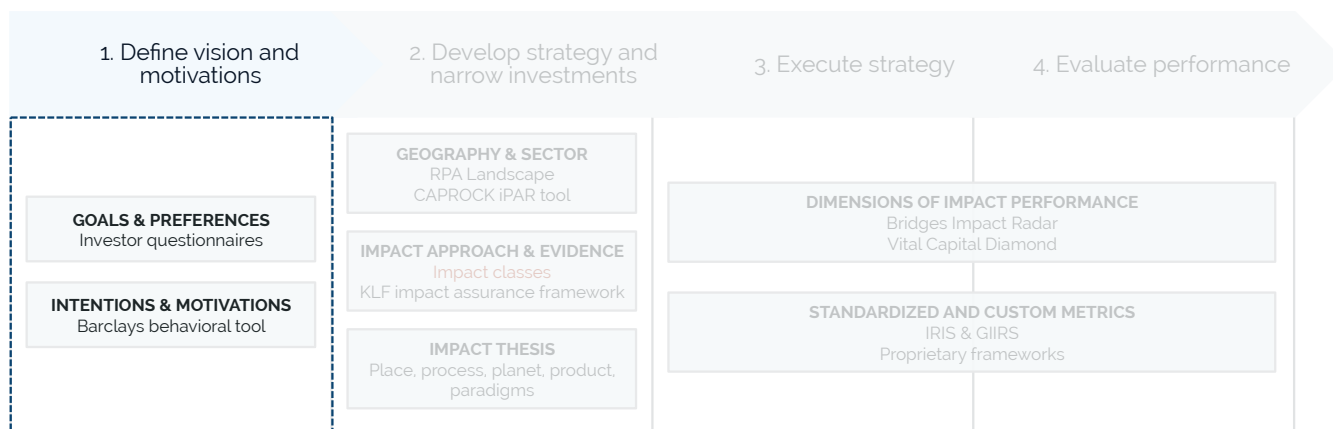 1. Define vision and
motivations
2. Develop strategy and
narrow investments
3. Execute strategy
4. Evaluate performance
GOALS & PREFERENCES
Investor questionnaires
INTENTIONS & MOTIVATIONS
Barclays behavioral tool
GEOGRAPHY & SECTOR
RPA Landscape
CAPROCK iPAR tool
IMPACT APPROACH & EVIDENCE
Impact classes
KLF impact assurance framework
IMPACT THESIS
Place, process, planet, product,
paradigms
DIMENSIONS OF IMPACT PERFORMANCE
Bridges Impact Radar
Vital Capital Diamond
STANDARDIZED AND CUSTOM METRICS
IRIS & GIIRS
Proprietary frameworks